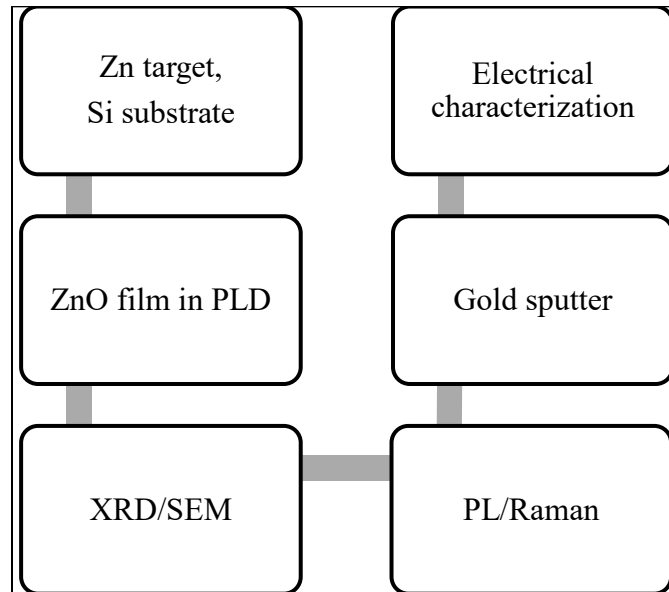 Zn target,
Si substrate
ZnO film in PLD
XRD/SEM
PL/Raman
Gold sputter
Electrical
characterization